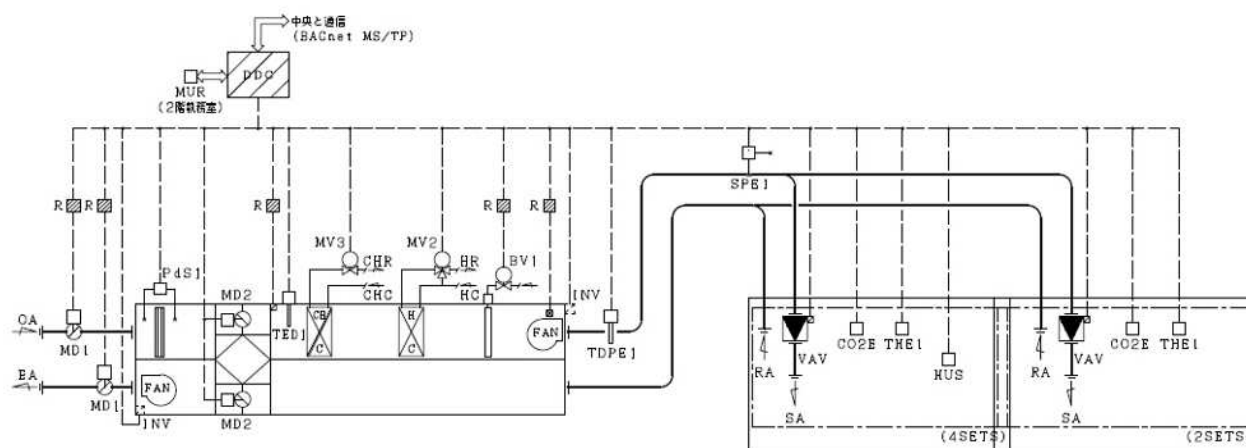 中央と通信
(BACnet MS/TP)
DDC
MUR
(2階執務室)
SPE1
R
R
R
R
R
MV3
CHR
MV2
HR
BV1
PdS1
MD2
CHC
HC
INV
OA
TED1
CH
C
H
C
FAN
MD1
TDPE1
RA
VAV
CO2E
THE1
HUS
RA
VAV
CO2E
THE1
EA
FAN
MD1
INV
MD2
SA
SA
(4SETS)
(2SETS)